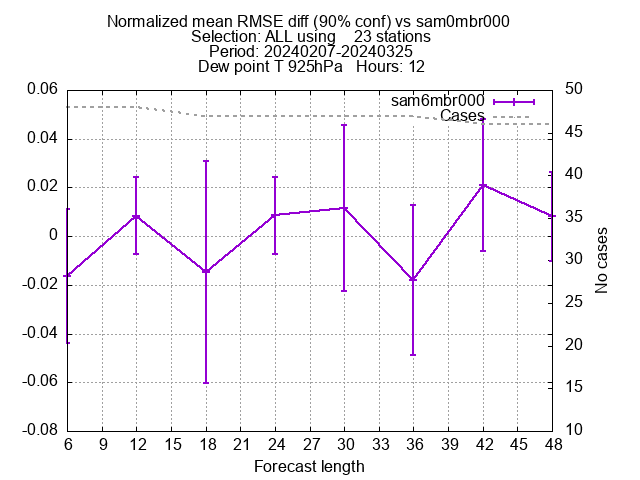 Normalized mean RMSE diff (90% conf) vs sam0mbr000
Selection: ALL using    23 stations
Period: 20240207-20240325
Dew point T 925hPa   Hours: 12
sam6mbr000
Cases
0.06
0.04
0.02
0
-0.02
-0.04
-0.06
-0.08
50
45
40
35
30
25
20
15
10
No cases
6 9 12 15 18 21 24 27 30 33 36 39 42 45 48
Forecast length